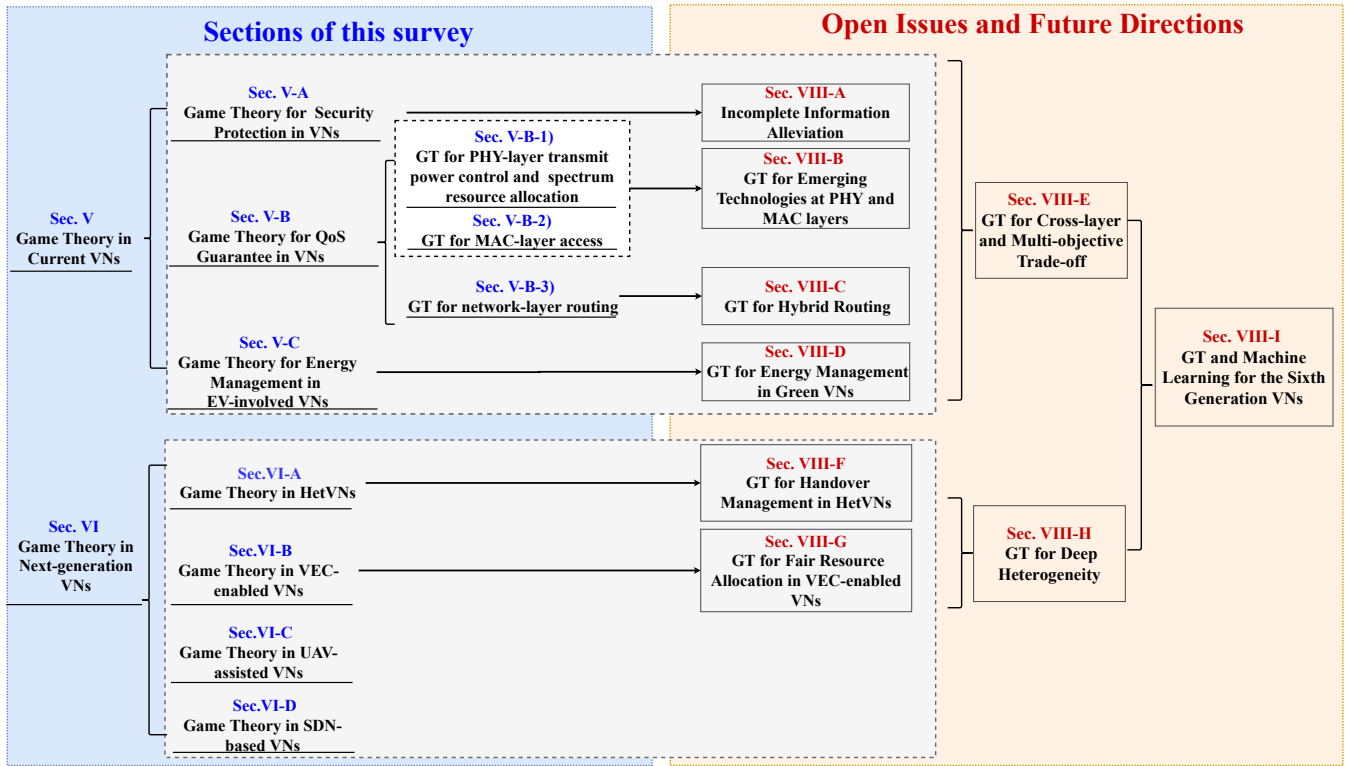 Sections of this survey
Open Issues and Future Directions
Sec. V
Game Theory in
Current VNs
Sec. V-A
Game Theory for Security
Protection in VNs
Sec. V-B
Game Theory for QoS
Guarantee in VNs
Sec. V-B-1)
GT for PHY-layer transmit
power control and spectrum
resource allocation
Sec. V-B-2)
GT for MAC-layer access
Sec. V-B-3)
GT for network-layer routing
Sec. V-C
Game Theory for Energy
Management in
EV-involved VNs
Sec. VIII-A
Incomplete Information
Alleviation
Sec. VIII-B
GT for Emerging
Technologies at PHY and
MAC layers
Sec. VIII-C
GT for Hybrid Routing
Sec. VIII-D
GT for Energy Management
in Green VNs
Sec. VIII-E
GT for Cross-layer
and Multi-objective
Trade-off
Sec. VI
Game Theory in
Next-generation
VNs
Sec.VI-A
Game Theory in HetVNs
Sec.VI-B
Game Theory in VEC-
enabled VNs
Sec.VI-C
Game Theory in UAV-
assisted VNs
Sec.VI-D
Game Theory in SDN-
based VNs
Sec. VIII-F
GT for Handover
Management in HetVNs
Sec. VIII-G
GT for Fair Resource
Allocation in VEC-enabled
VNs
Sec. VIII-H
GT for Deep
Heterogeneity
Sec. VIII-I
GT and Machine
Learning for the Sixth
Generation VNs